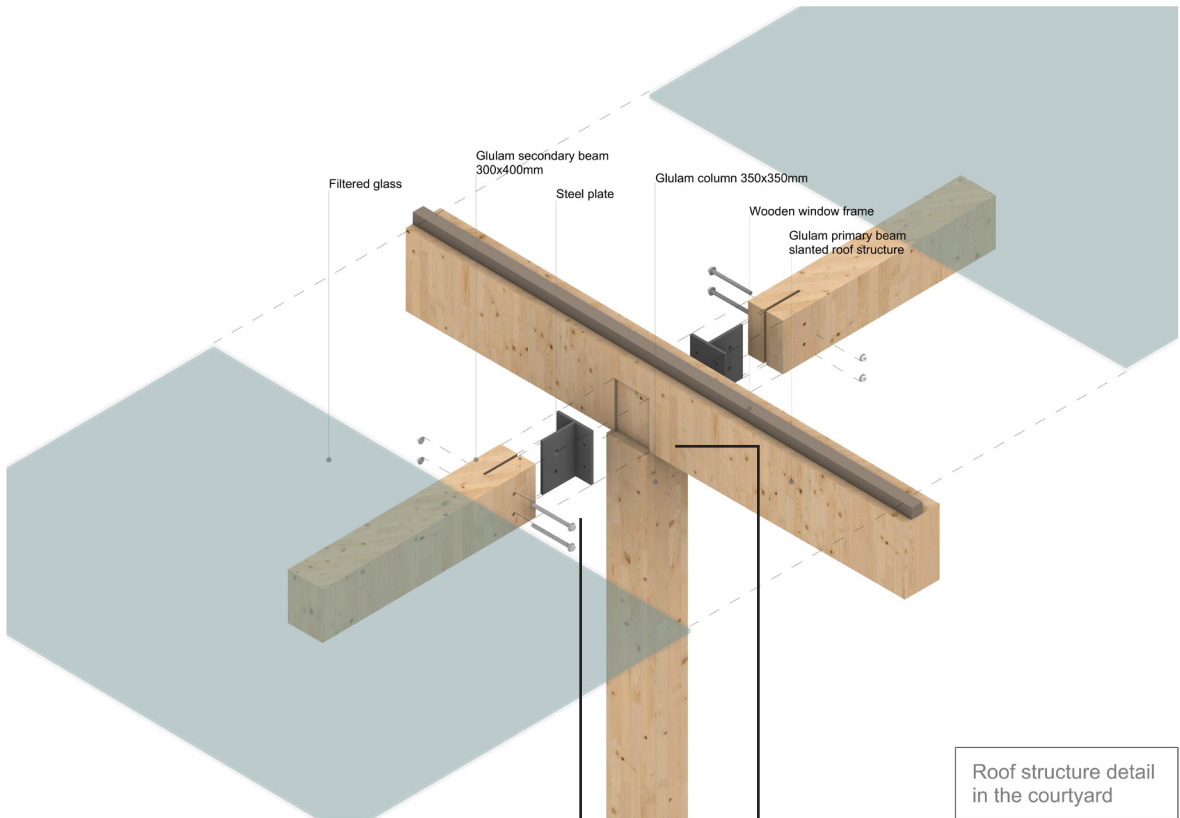 Glulam secondary beam
300x400mm
Filtered glass
Steel plate
Glulam column 350x350mm
Wooden window frame
Glulam primary beam
slanted roof structure
Roof structure detail
in the courtyard